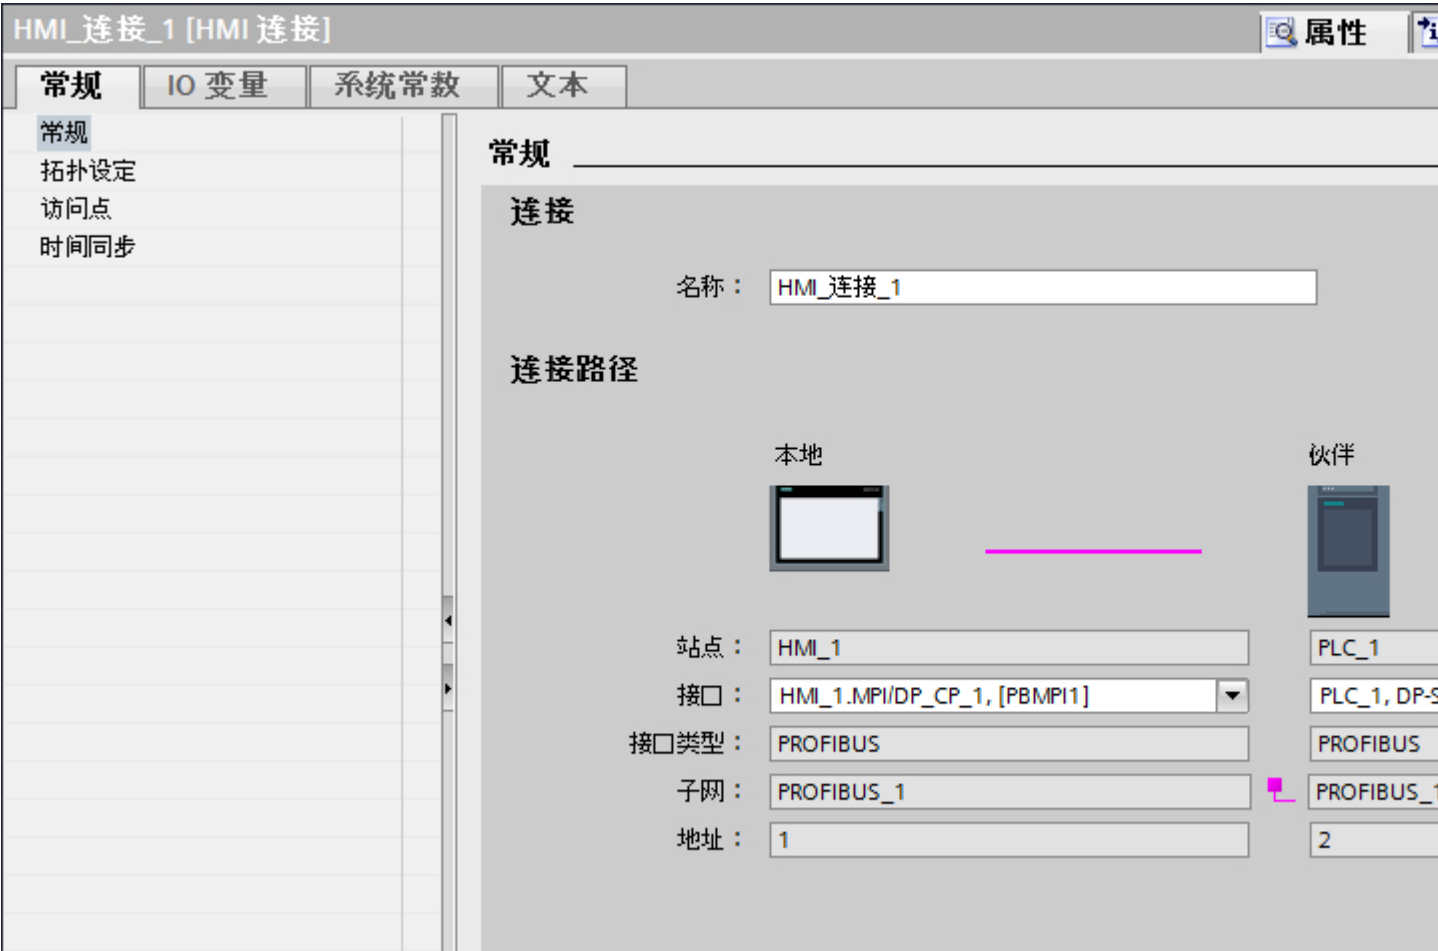 HMI_连接_1 [HMI 连接]
属性
常规
IO 变量
系统常数
文本
常规
拓扑设定
访问点
时间同步
常规
连接
名称：
HMI_连接_1
连接路径
本地
伙伴
站点：
HMI_1
PLC_1
接口：
HMI_1.MPI/DP_CP_1, [PBMPI1]
PLC_1, DP-S
接口类型：
PROFIBUS
PROFIBUS
子网：
PROFIBUS_1
PROFIBUS_1
地址：
1
2